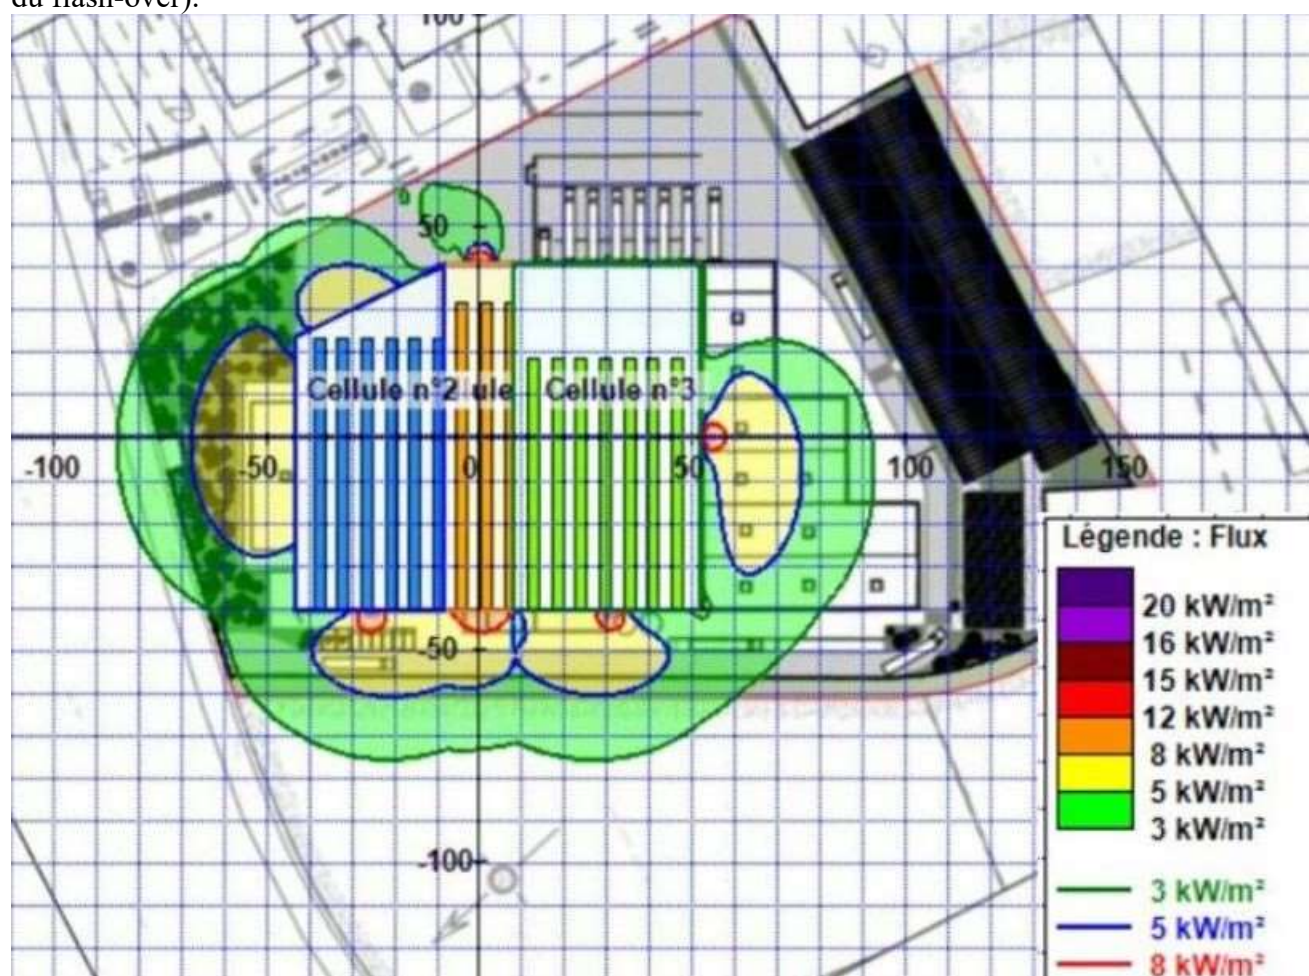 du flash-over).
100
50
Cellule n°2 ule Cellule n°3
-100 -50 0 50 100 150
-50
-100
Légende : Flux
20 kW/m²
16 kW/m²
15 kW/m²
12 kW/m²
8 kW/m²
5 kW/m²
3 kW/m²
3 kW/m²
5 kW/m²
8 kW/m²